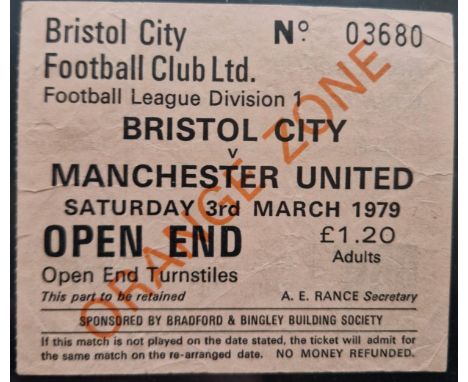 Bristol City Nº 03680
Football Club Ltd.
Football League Division 1
BRISTOL CITY
v
MANCHESTER UNITED
SATURDAY 3rd MARCH 1979
OPEN END £1.20
Open End Turnstiles Adults
This part to be retained A. E. RANCE Secretary
SPONSORED BY BRADFORD & BINGLEY BUILDING SOCIETY
If this match is not played on the date stated, the ticket will admit for
the same match on the re-arranged date. NO MONEY REFUNDED.
ORANGE ZONE